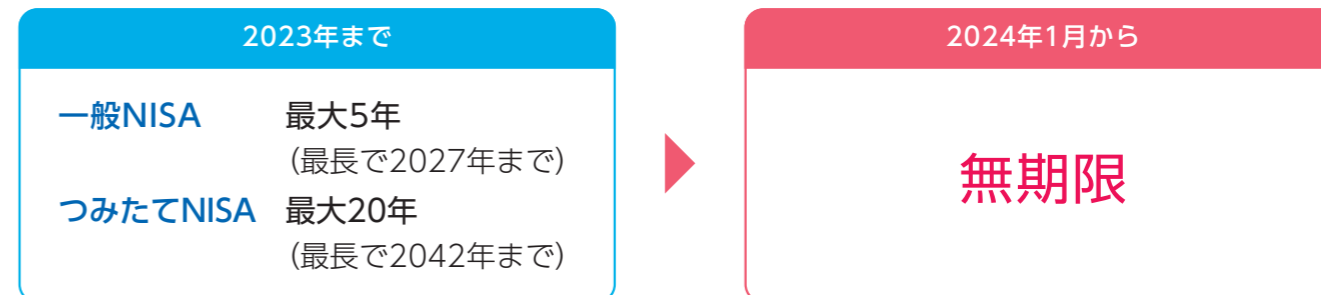 2023年まで
一般NISA 最大5年
(最長で2027年まで)
つみたてNISA 最大20年
(最長で2042年まで)
2024年1月から
無期限